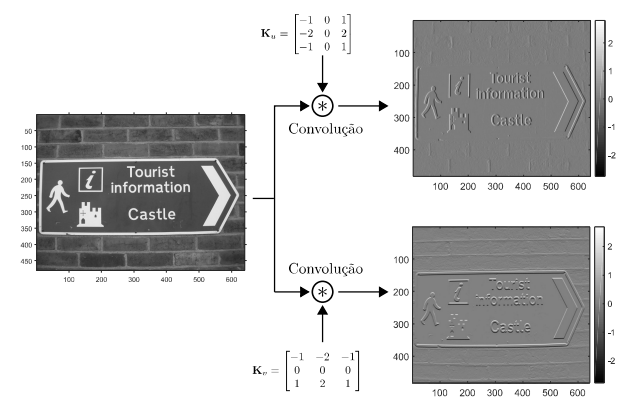 K_u = [−1 0 1
−2 0 2
−1 0 1]
Convolução
50
100
150
200
250
300
350
400
450
100 200 300 400 500 600
Tourist
information
Castle
100
200
300
400
100 200 300 400 500 600
2
1
0
-1
-2
Tourist
information
Castle
Convolução
K_v = [−1 −2 −1
0 0 0
1 2 1]
100
200
300
400
100 200 300 400 500 600
2
1
0
-1
-2
Tourist
information
Castle